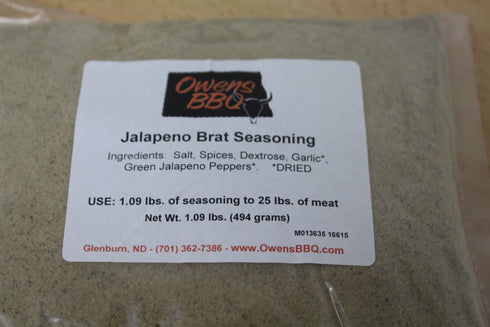 Owens
BBQ
Jalapeno Brat Seasoning
Ingredients: Salt, Spices, Dextrose, Garlic*,
Green Jalapeno Peppers*. *DRIED
USE: 1.09 lbs. of seasoning to 25 lbs. of meat
Net Wt. 1.09 lbs. (494 grams)
M013635 16615
Glenburn, ND - (701) 362-7386 - www.OwensBBQ.com